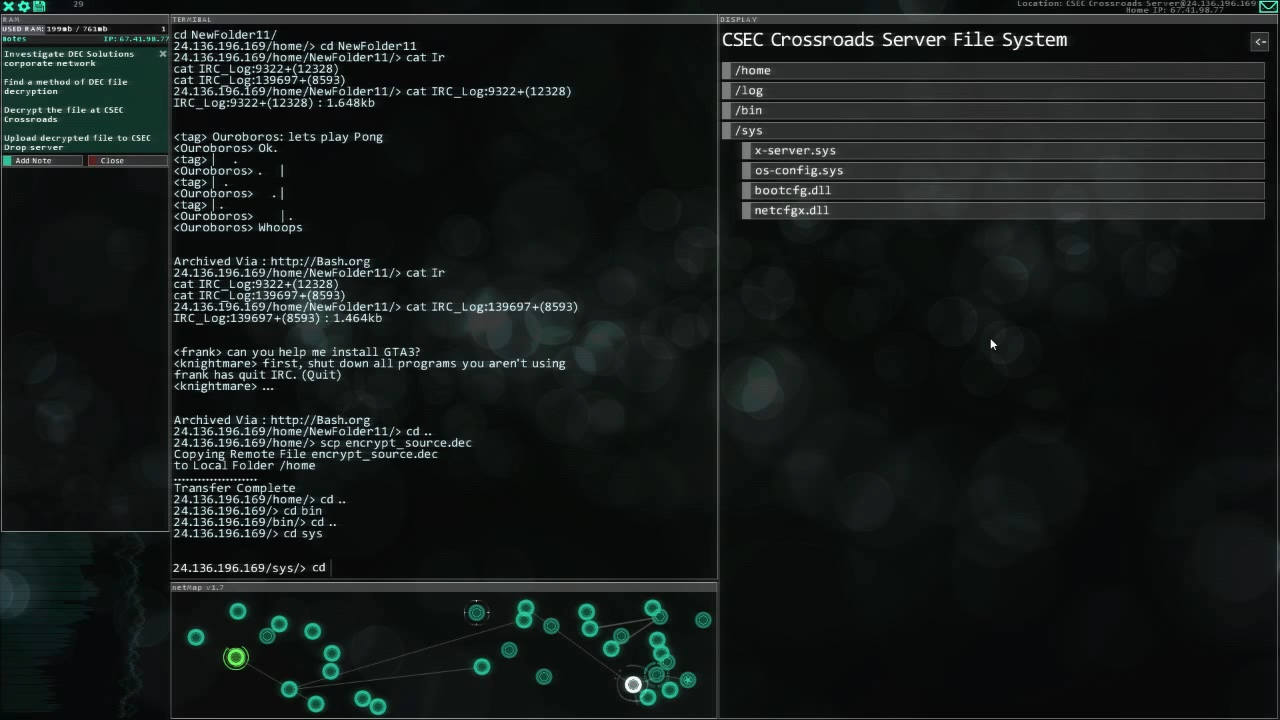 29
Location: CSEC Crossroads Server@24.136.196.169
Home IP: 67.41.98.77
RAM
USED RAM: 199mb / 761mb 1
Notes IP: 67.41.98.77
Investigate DEC Solutions
corporate network
Find a method of DEC file
decryption
Decrypt the file at CSEC
Crossroads
Upload decrypted file to CSEC
Drop server
Add Note Close
TERMINAL
cd NewFolder11/
24.136.196.169/home/> cd NewFolder11
24.136.196.169/home/NewFolder11/> cat Ir
cat IRC_Log:9322+(12328)
cat IRC_Log:139697+(8593)
24.136.196.169/home/NewFolder11/> cat IRC_Log:9322+(12328)
IRC_Log:9322+(12328) : 1.648kb
<tag> Ouroboros: lets play Pong
<Ouroboros> Ok.
<tag> |   .
<Ouroboros> .   |
<tag> | .
<Ouroboros>   . |
<tag> | .
<Ouroboros>     | .
<Ouroboros> Whoops
Archived Via : http://Bash.org
24.136.196.169/home/NewFolder11/> cat Ir
cat IRC_Log:9322+(12328)
cat IRC_Log:139697+(8593)
24.136.196.169/home/NewFolder11/> cat IRC_Log:139697+(8593)
IRC_Log:139697+(8593) : 1.464kb
<frank> can you help me install GTA3?
<knightmare> first, shut down all programs you aren't using
frank has quit IRC. (Quit)
<knightmare> ...
Archived Via : http://Bash.org
24.136.196.169/home/NewFolder11/> cd ..
24.136.196.169/home/> scp encrypt_source.dec
Copying Remote File encrypt_source.dec
to Local Folder /home
.....................
Transfer Complete
24.136.196.169/home/> cd ..
24.136.196.169/> cd bin
24.136.196.169/bin/> cd ..
24.136.196.169/> cd sys
24.136.196.169/sys/> cd
netMap v1.7
DISPLAY
CSEC Crossroads Server File System
<-
/home
/log
/bin
/sys
x-server.sys
os-config.sys
bootcfg.dll
netcfgx.dll